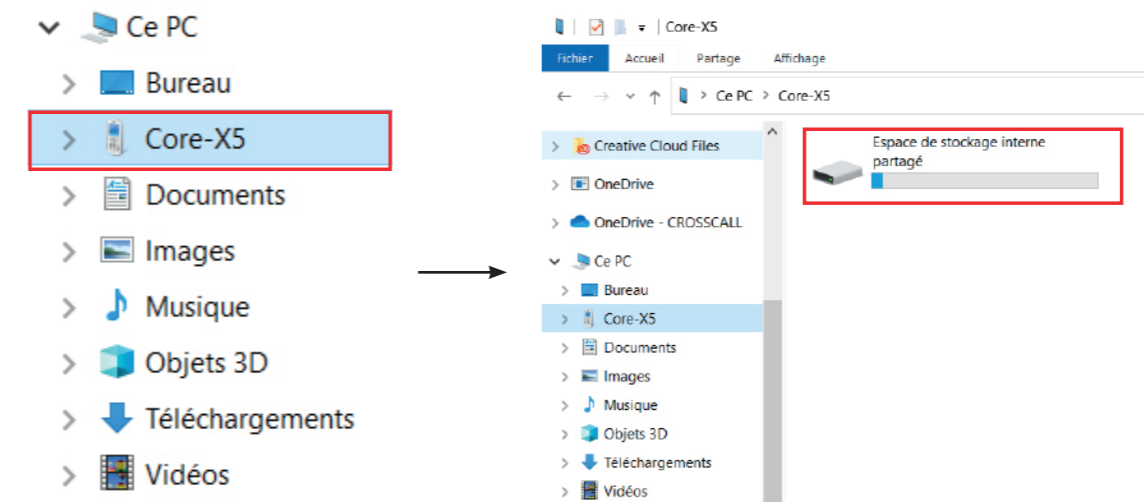 Ce PC
Bureau
Core-X5
Documents
Images
Musique
Objets 3D
Téléchargements
Vidéos
Core-X5
Fichier Accueil Partage Affichage
Ce PC > Core-X5
Creative Cloud Files
OneDrive
OneDrive - CROSSCALL
Ce PC
Bureau
Core-X5
Documents
Images
Musique
Objets 3D
Téléchargements
Vidéos
Espace de stockage interne
partagé